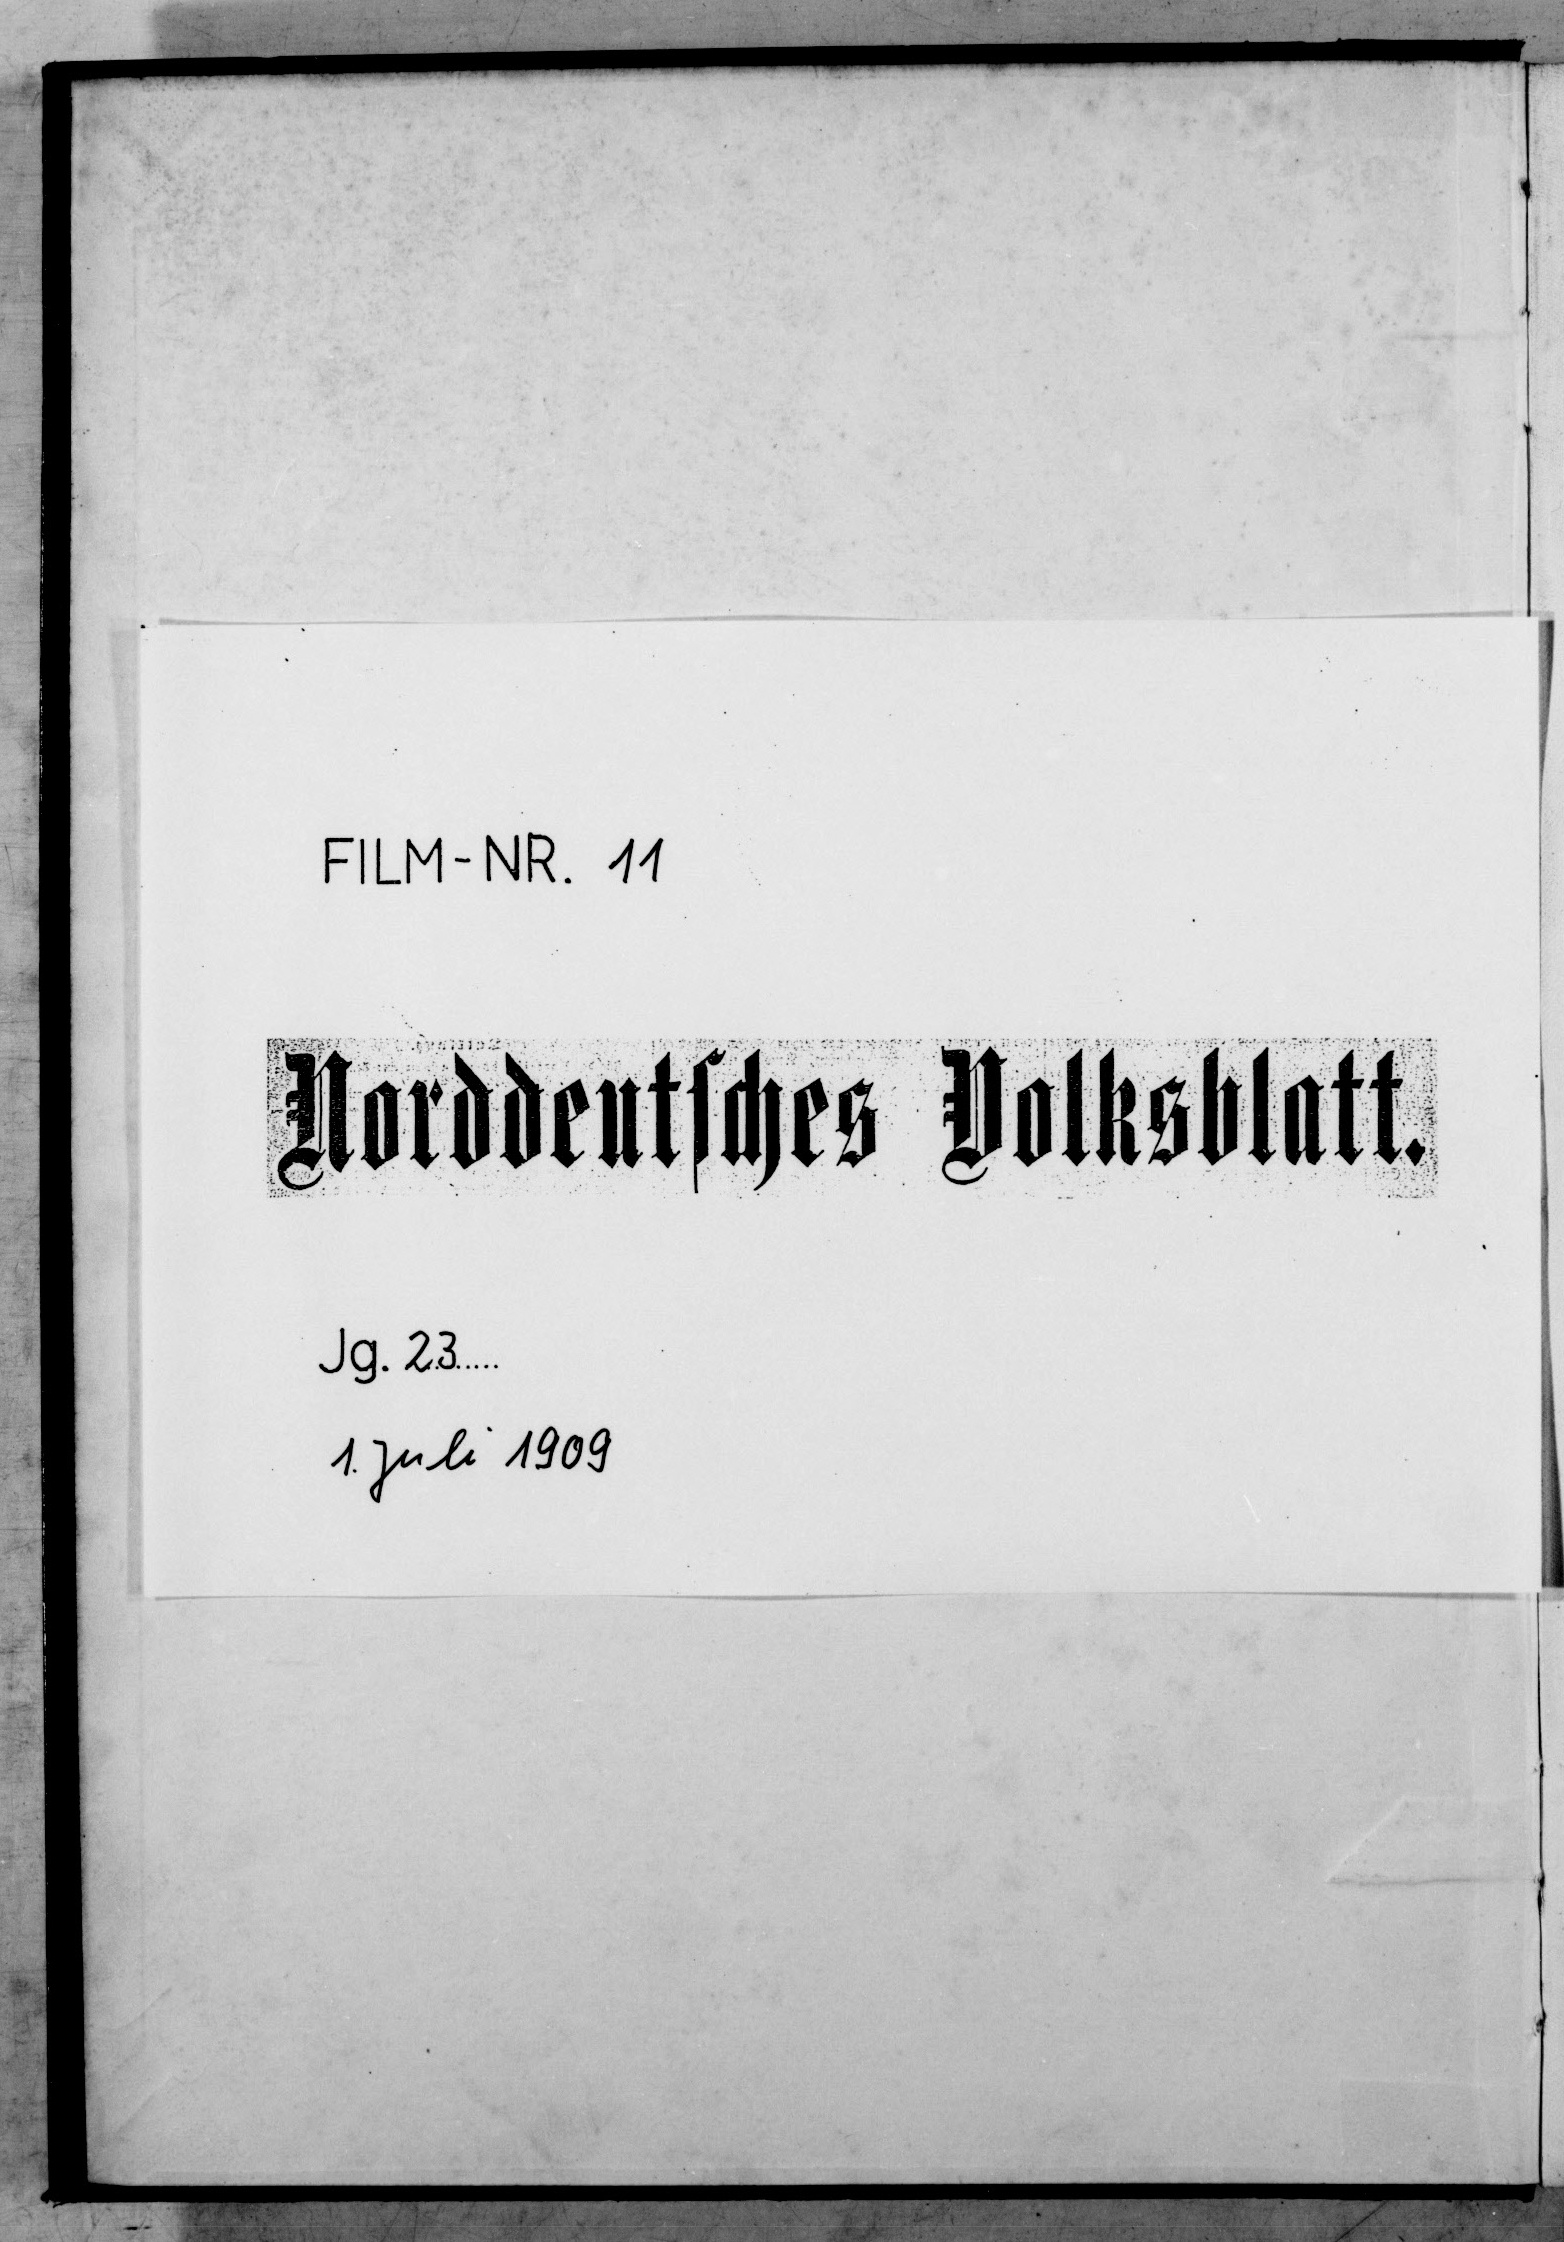 FILM-NR. 11
Norddeutſches Volksblatt.
Jg. 23.....
1. Juli 1909